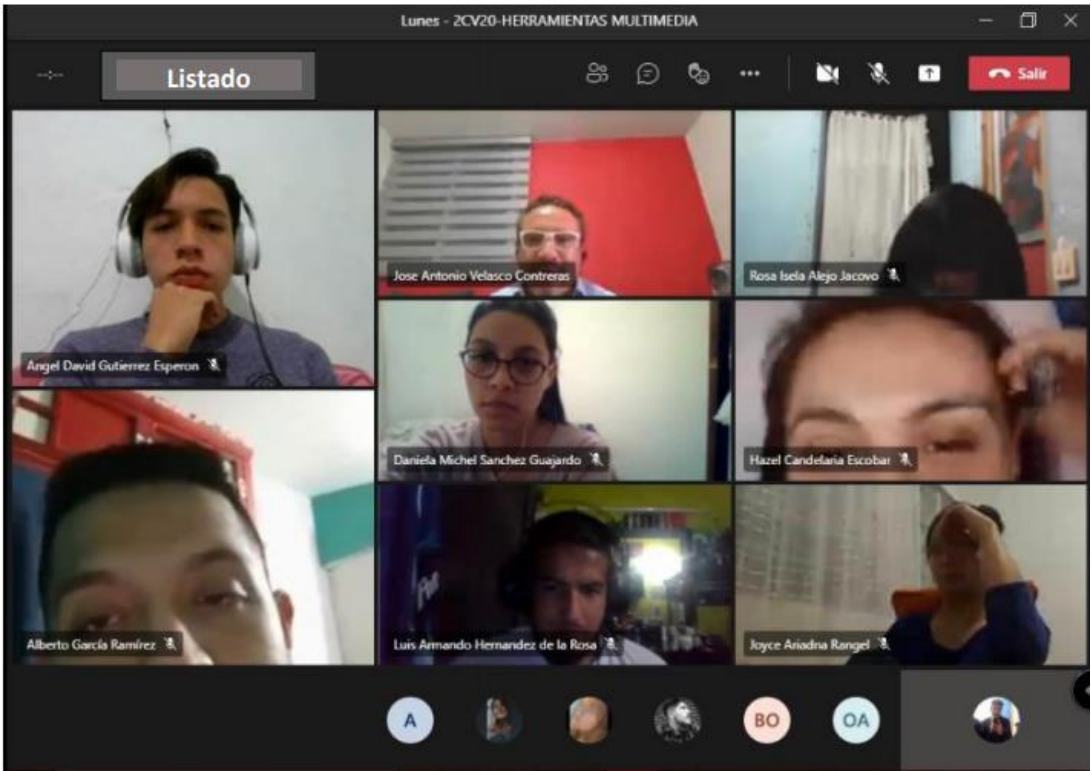 Lunes - 2CV20-HERRAMIENTAS MULTIMEDIA
--:--
Listado
Salir
Angel David Gutierrez Esperon
Jose Antonio Velasco Contreras
Rosa Isela Alejo Jacovo
Daniela Michel Sanchez Guajardo
Hazel Candelaria Escobar
Alberto García Ramírez
Luis Armando Hernandez de la Rosa
Joyce Ariadna Rangel
A
BO
OA